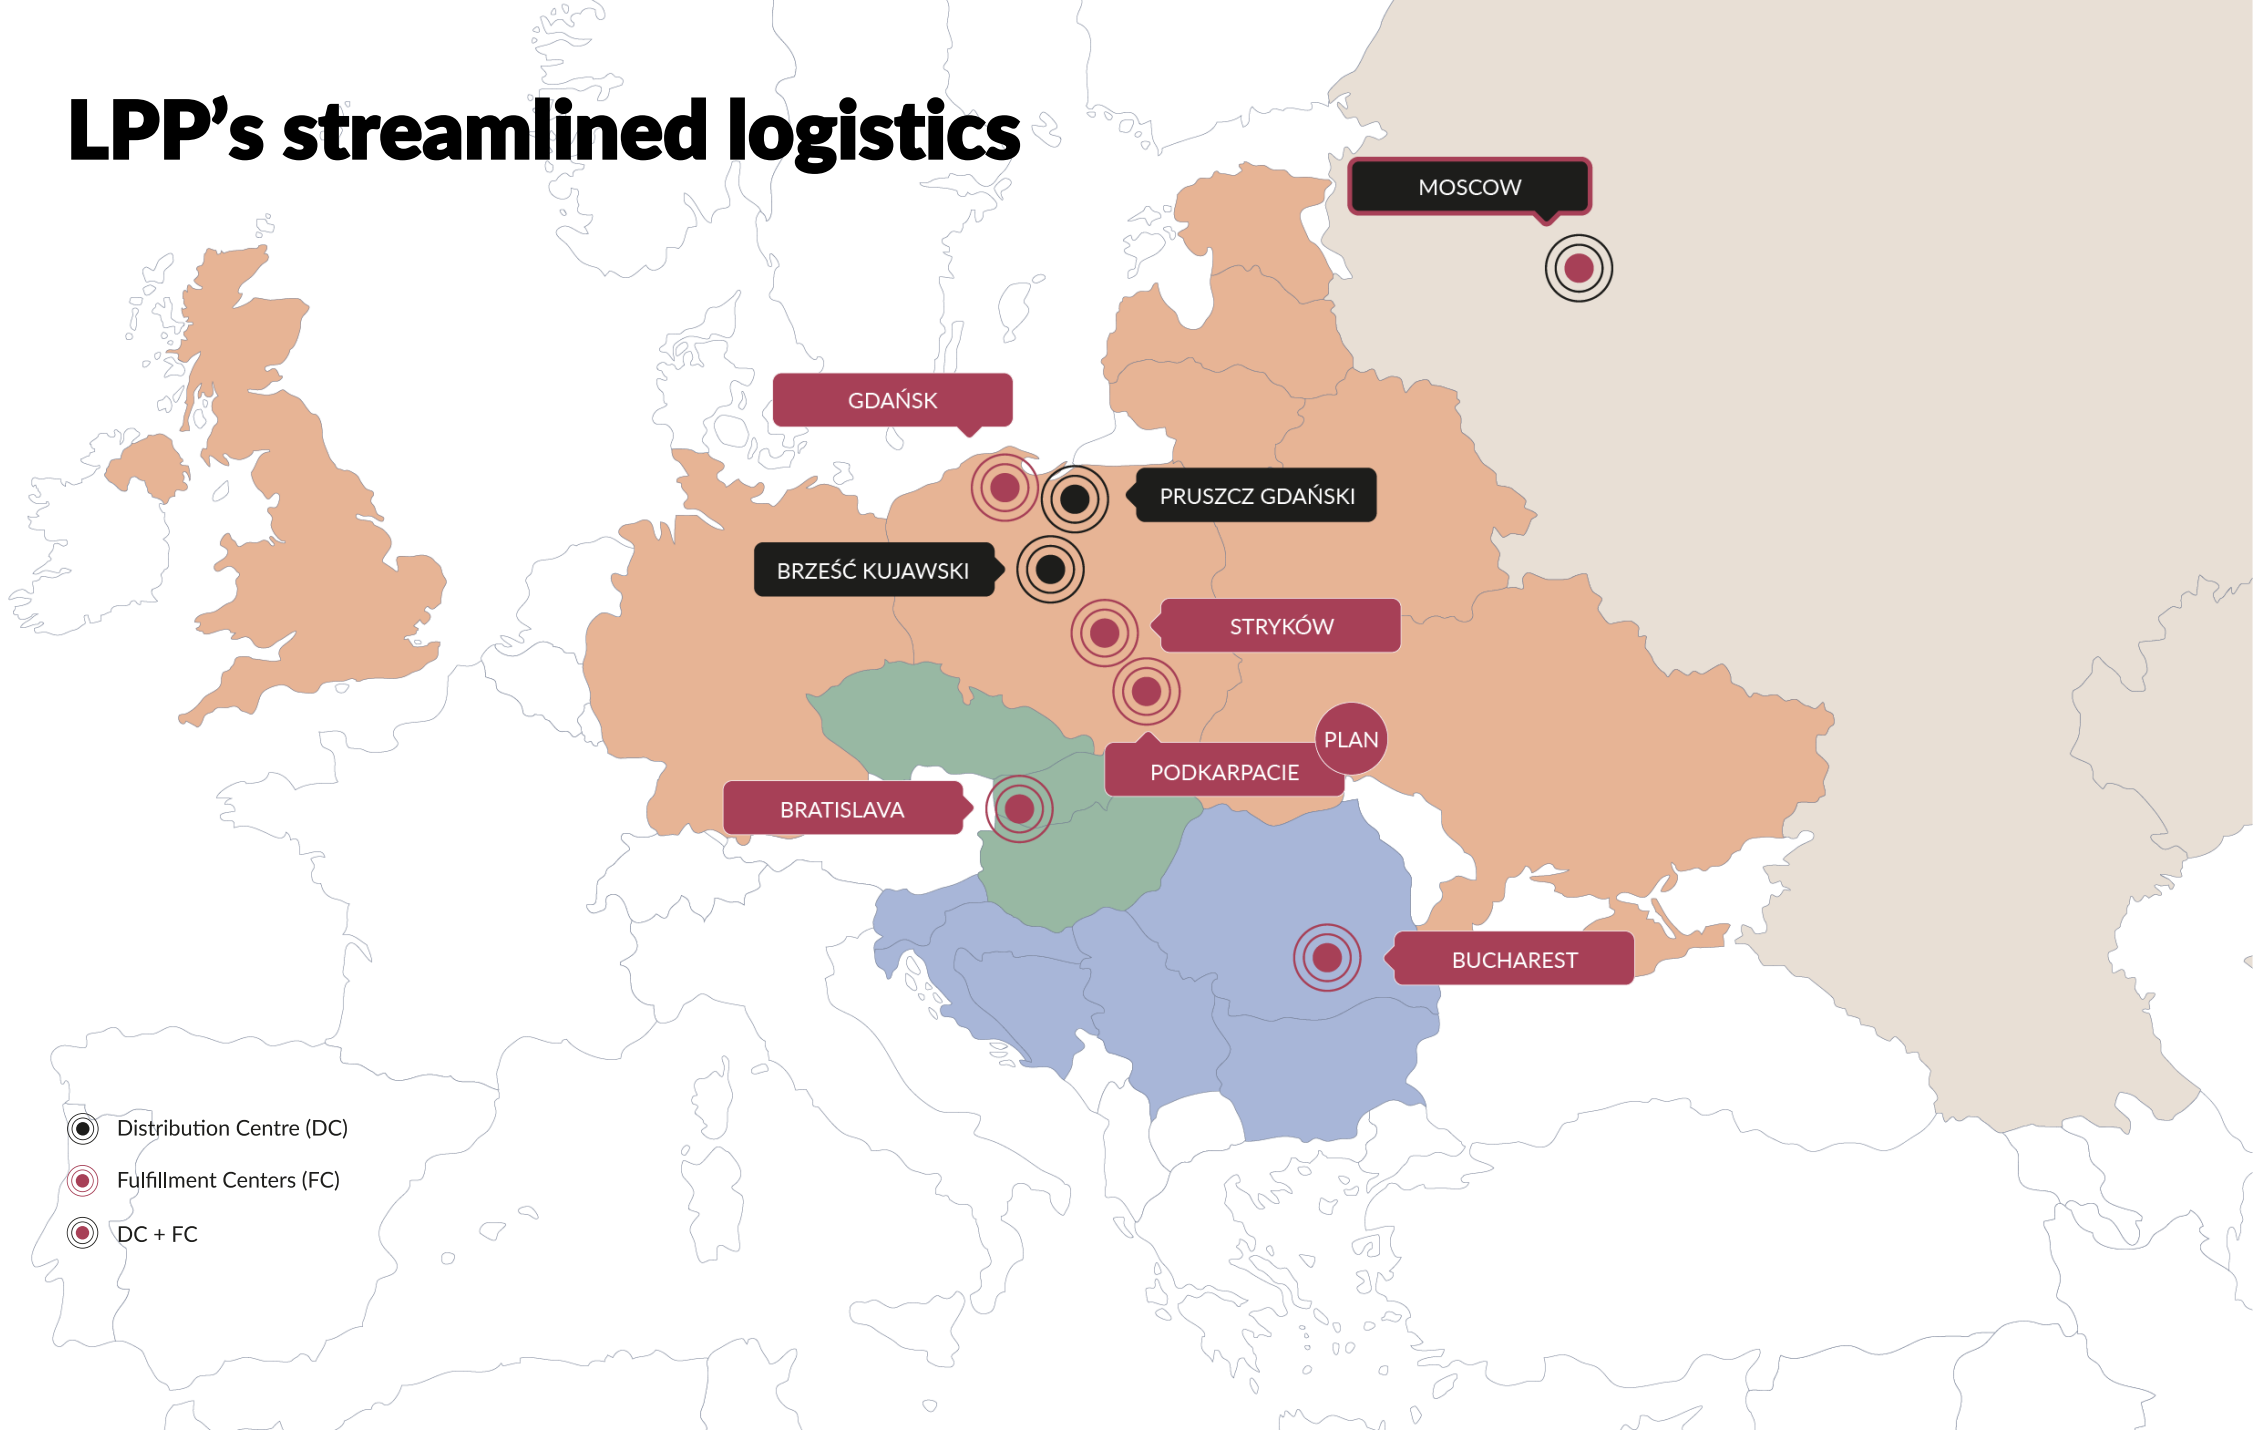 LPP's streamlined logistics
MOSCOW
GDAŃSK
PRUSZCZ GDAŃSKI
BRZEŚĆ KUJAWSKI
STRYKÓW
PLAN
PODKARPACIE
BRATISLAVA
BUCHAREST
Distribution Centre (DC)
Fulfillment Centers (FC)
DC + FC